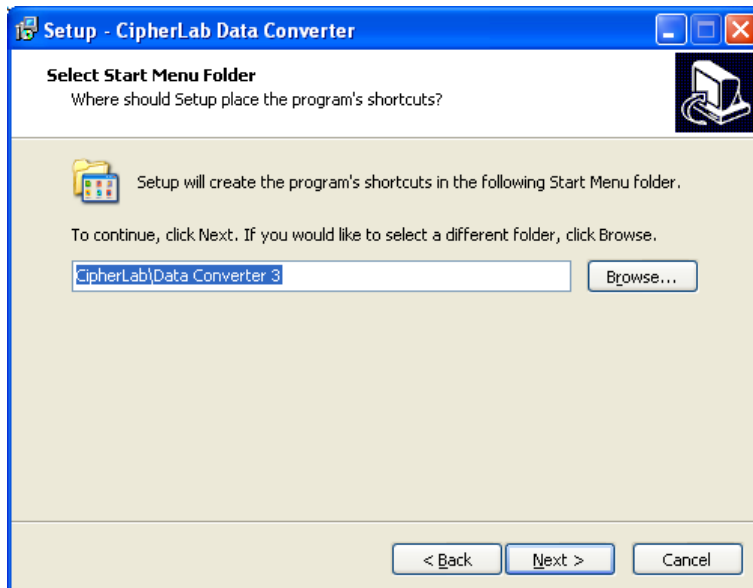 Setup - CipherLab Data Converter
Select Start Menu Folder
Where should Setup place the program's shortcuts?
Setup will create the program's shortcuts in the following Start Menu folder.
To continue, click Next. If you would like to select a different folder, click Browse.
CipherLab\Data Converter 3
Browse...
< Back
Next >
Cancel